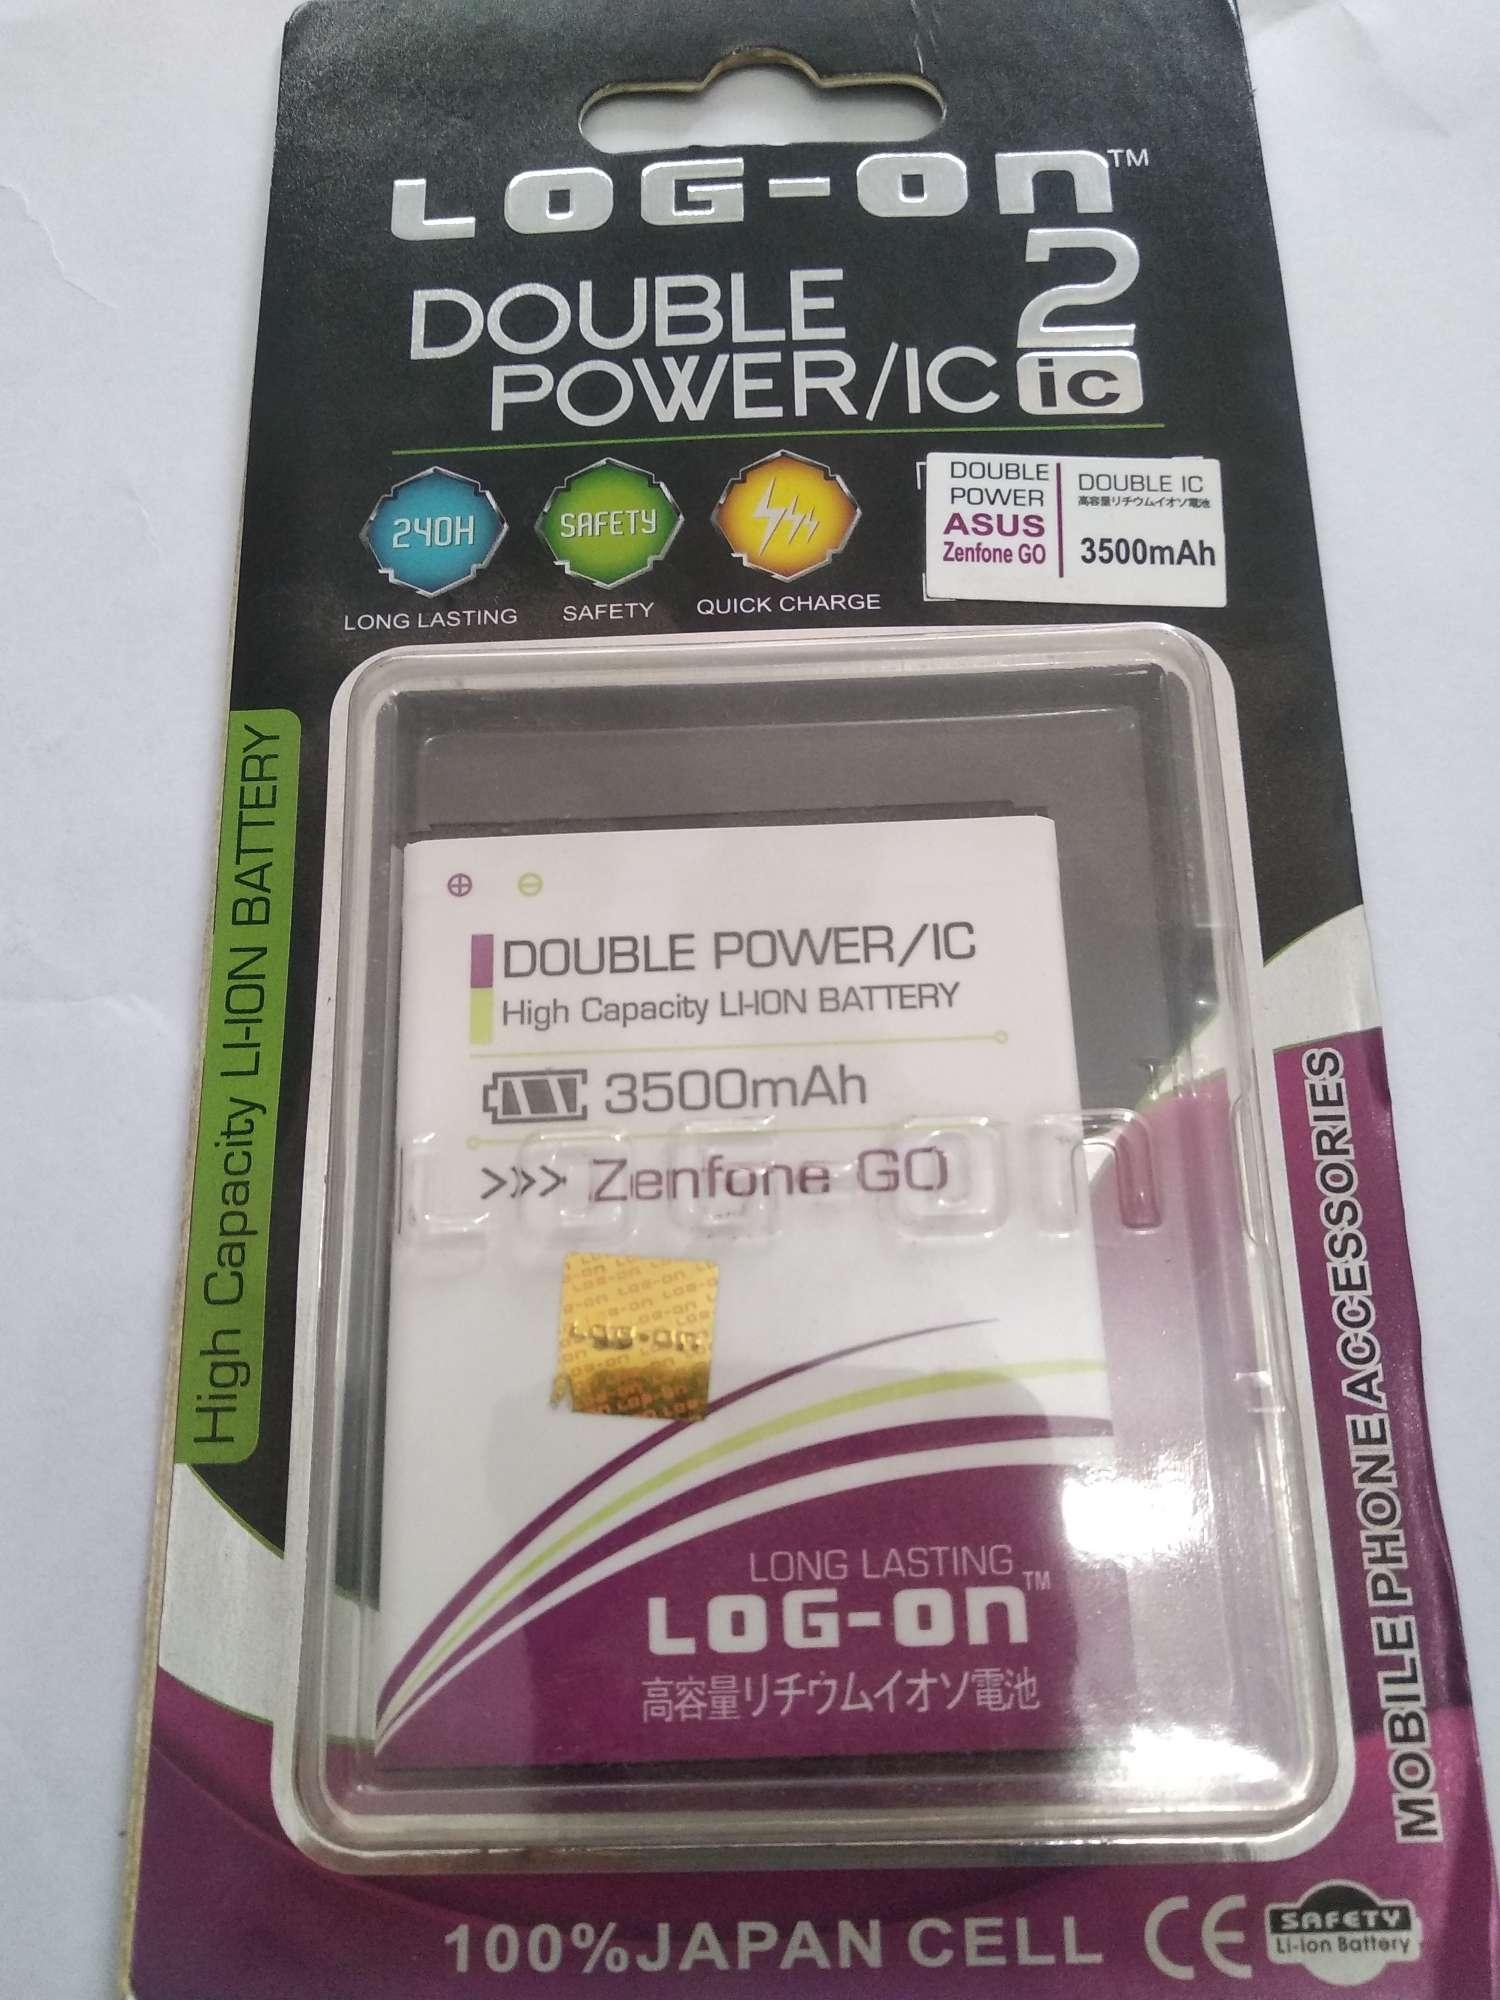 LOG-ON™
DOUBLE
POWER/IC
2
ic
240H
SAFETY
LONG LASTING
SAFETY
QUICK CHARGE
DOUBLE
POWER
ASUS
Zenfone GO
DOUBLE IC
高容量リチウムイオソ電池
3500mAh
High Capacity LI-ION BATTERY
⊕ ⊖
DOUBLE POWER/IC
High Capacity LI-ION BATTERY
3500mAh
>>>> Zenfone GO
LOG-ON
LOG-ON
LONG LASTING
LOG-ON™
高容量リチウムイオソ電池
MOBILE PHONE ACCESSORIES
100% JAPAN CELL
CE
SAFETY
Li-ion Battery